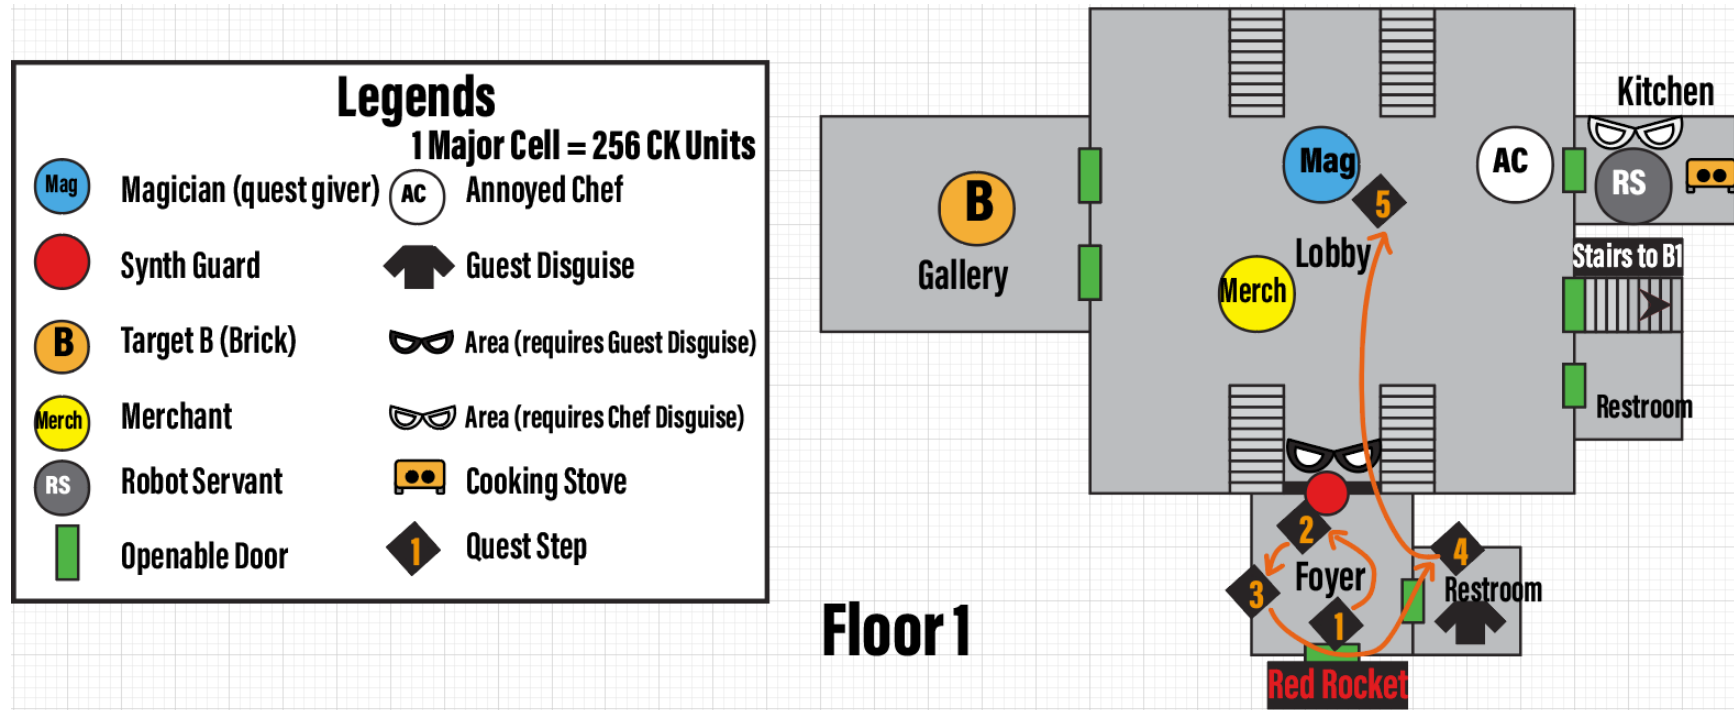 Legends
1 Major Cell = 256 CK Units
Mag
Magician (quest giver)
AC
Annoyed Chef
Synth Guard
Guest Disguise
B
Target B (Brick)
Area (requires Guest Disguise)
Merch
Merchant
Area (requires Chef Disguise)
RS
Robot Servant
Cooking Stove
Openable Door
1
Quest Step
Kitchen
Mag
AC
RS
B
5
Gallery
Lobby
Stairs to B1
Merch
Restroom
2
4
Foyer
3
Restroom
1
Floor 1
Red Rocket